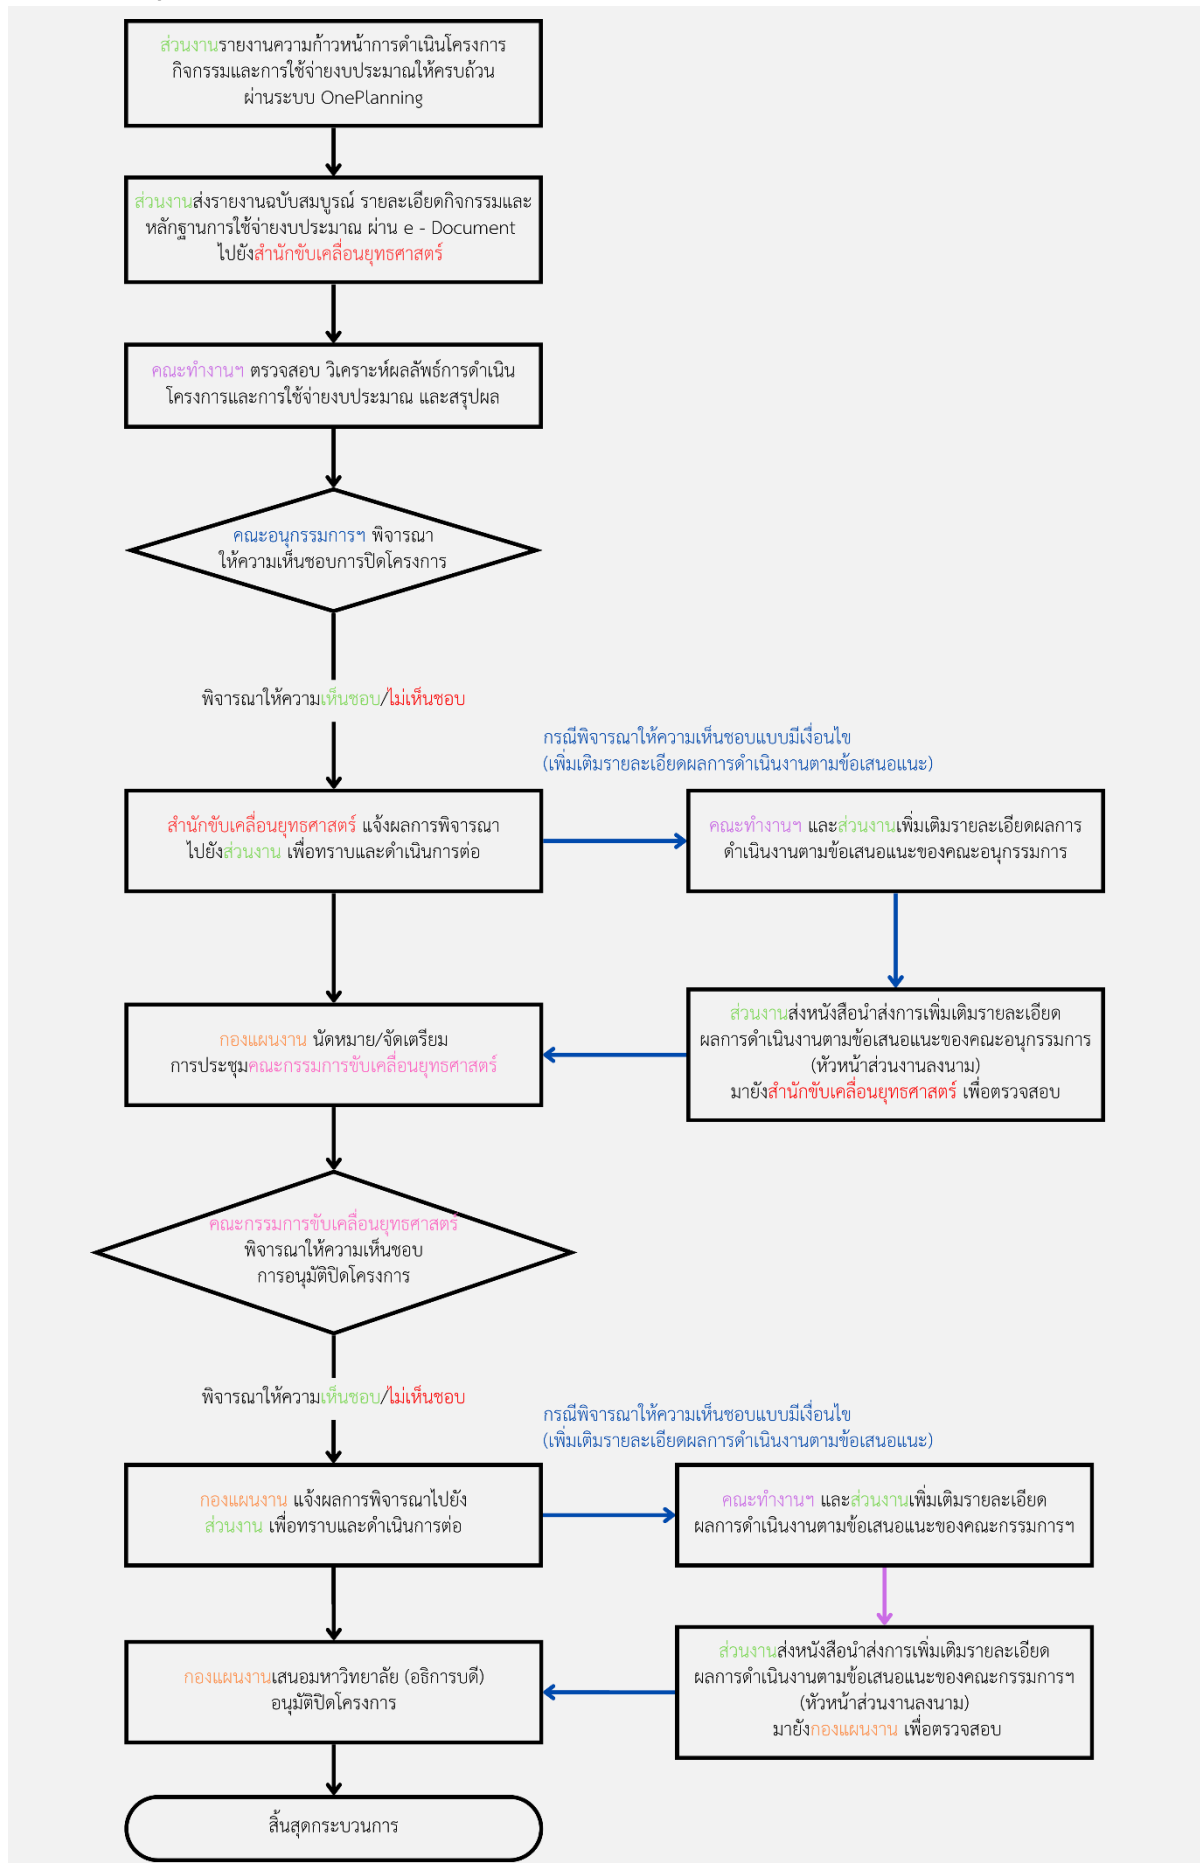 ส่วนงานรายงานความก้าวหน้าการดำเนินโครงการ
กิจกรรมและการใช้จ่ายงบประมาณให้ครบถ้วน
ผ่านระบบ OnePlanning
ส่วนงานส่งรายงานฉบับสมบูรณ์ รายละเอียดกิจกรรมและ
หลักฐานการใช้จ่ายงบประมาณ ผ่าน e - Document
ไปยังสำนักขับเคลื่อนยุทธศาสตร์
คณะทำงานฯ ตรวจสอบ วิเคราะห์ผลลัพธ์การดำเนิน
โครงการและการใช้จ่ายงบประมาณ และสรุปผล
คณะอนุกรรมการฯ พิจารณา
ให้ความเห็นชอบการปิดโครงการ
พิจารณาให้ความเห็นชอบ/ไม่เห็นชอบ
กรณีพิจารณาให้ความเห็นชอบแบบมีเงื่อนไข
(เพิ่มเติมรายละเอียดผลการดำเนินงานตามข้อเสนอแนะ)
สำนักขับเคลื่อนยุทธศาสตร์ แจ้งผลการพิจารณา
ไปยังส่วนงาน เพื่อทราบและดำเนินการต่อ
คณะทำงานฯ และส่วนงานเพิ่มเติมรายละเอียดผลการ
ดำเนินงานตามข้อเสนอแนะของคณะอนุกรรมการ
กองแผนงาน นัดหมาย/จัดเตรียม
การประชุมคณะกรรมการขับเคลื่อนยุทธศาสตร์
ส่วนงานส่งหนังสือนำส่งการเพิ่มเติมรายละเอียด
ผลการดำเนินงานตามข้อเสนอแนะของคณะอนุกรรมการ
(หัวหน้าส่วนงานลงนาม)
มายังสำนักขับเคลื่อนยุทธศาสตร์ เพื่อตรวจสอบ
คณะกรรมการขับเคลื่อนยุทธศาสตร์
พิจารณาให้ความเห็นชอบ
การอนุมัติปิดโครงการ
พิจารณาให้ความเห็นชอบ/ไม่เห็นชอบ
กรณีพิจารณาให้ความเห็นชอบแบบมีเงื่อนไข
(เพิ่มเติมรายละเอียดผลการดำเนินงานตามข้อเสนอแนะ)
กองแผนงาน แจ้งผลการพิจารณาไปยัง
ส่วนงาน เพื่อทราบและดำเนินการต่อ
คณะทำงานฯ และส่วนงานเพิ่มเติมรายละเอียด
ผลการดำเนินงานตามข้อเสนอแนะของคณะกรรมการฯ
กองแผนงานเสนอมหาวิทยาลัย (อธิการบดี)
อนุมัติปิดโครงการ
ส่วนงานส่งหนังสือนำส่งการเพิ่มเติมรายละเอียด
ผลการดำเนินงานตามข้อเสนอแนะของคณะกรรมการฯ
(หัวหน้าส่วนงานลงนาม)
มายังกองแผนงาน เพื่อตรวจสอบ
สิ้นสุดกระบวนการ